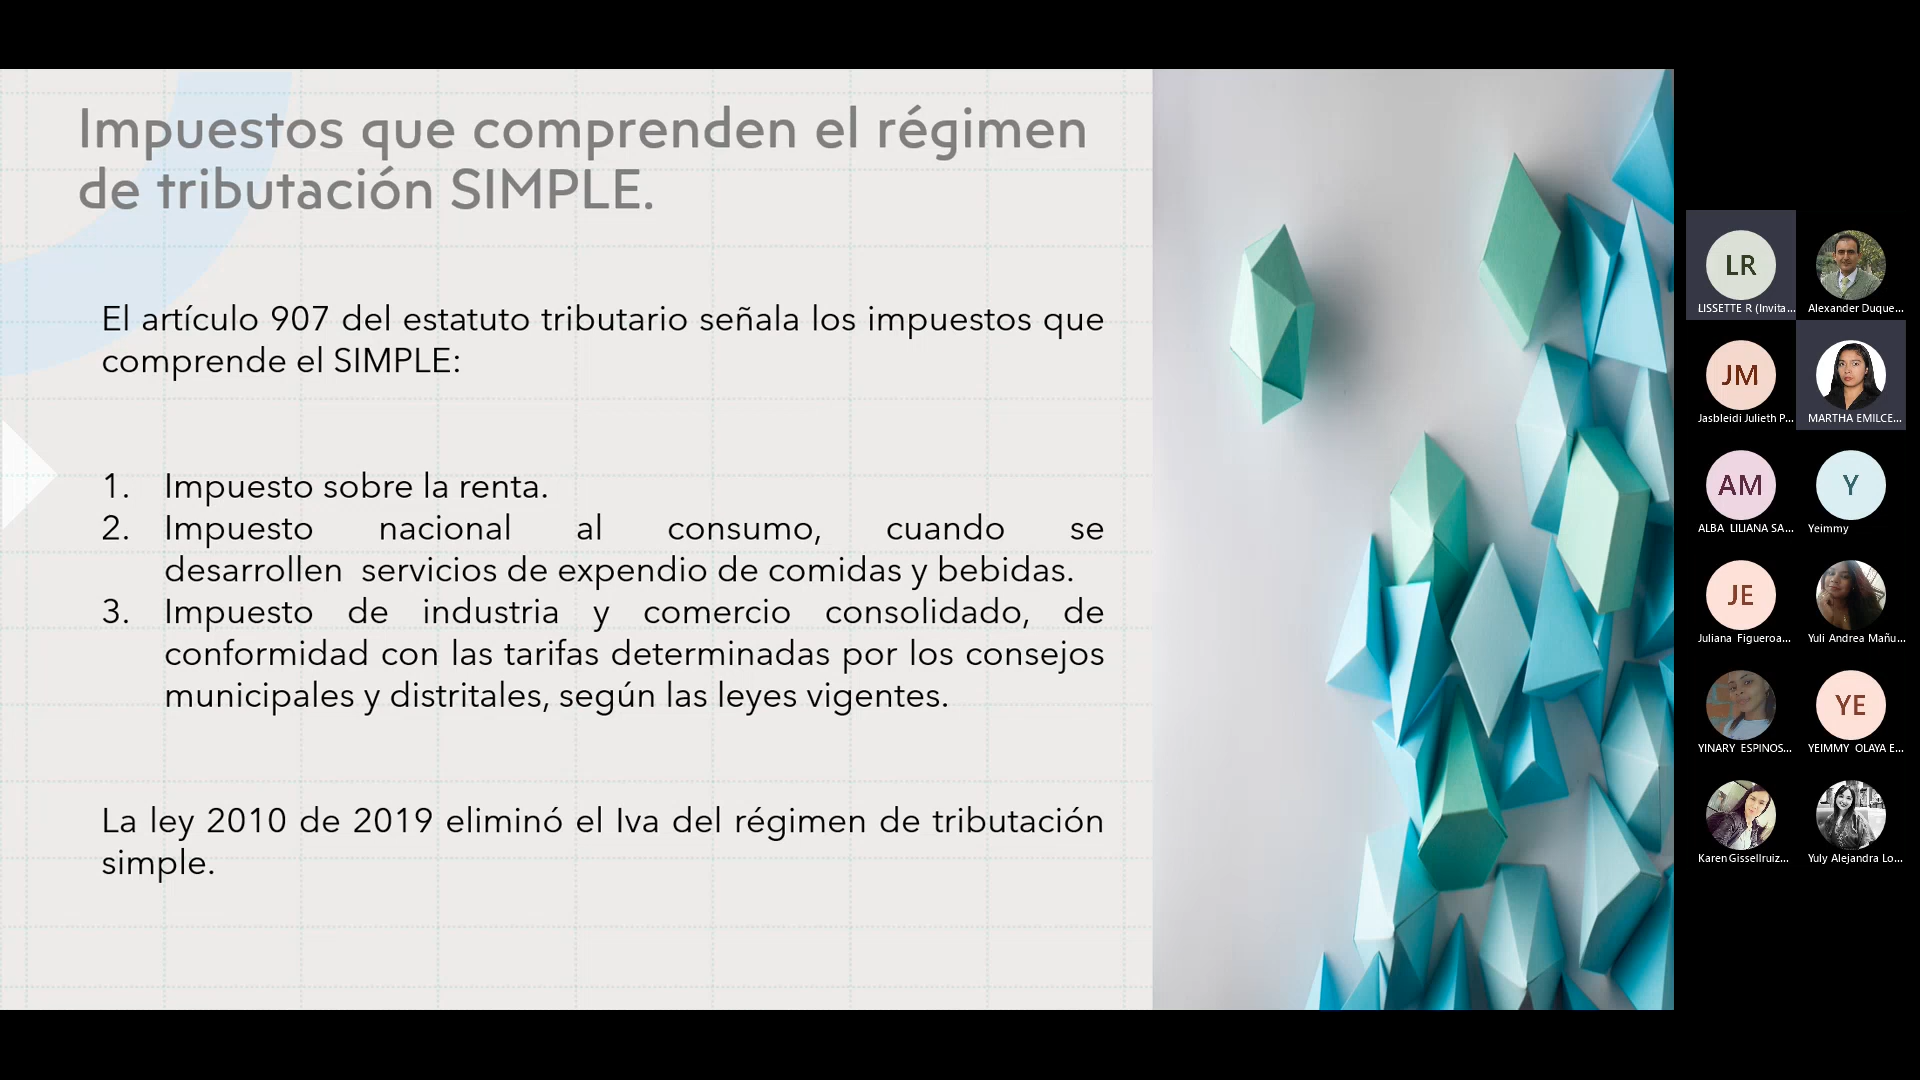 Impuestos que comprenden el régimen
de tributación SIMPLE.
El artículo 907 del estatuto tributario señala los impuestos que
comprende el SIMPLE:
1. Impuesto sobre la renta.
2. Impuesto nacional al consumo, cuando se
desarrollen servicios de expendio de comidas y bebidas.
3. Impuesto de industria y comercio consolidado, de
conformidad con las tarifas determinadas por los consejos
municipales y distritales, según las leyes vigentes.
La ley 2010 de 2019 eliminó el Iva del régimen de tributación
simple.
LR
LISSETTE R (Invita...
Alexander Duque...
JM
Jasbleidi Julieth P...
MARTHA EMILCE...
AM
ALBA LILIANA SA...
Y
Yeimmy
JE
Juliana Figueroa...
Yuli Andrea Mañu...
YINARY ESPINOS...
YE
YEIMMY OLAYA E...
Karen Gissellruiz...
Yuly Alejandra Lo...